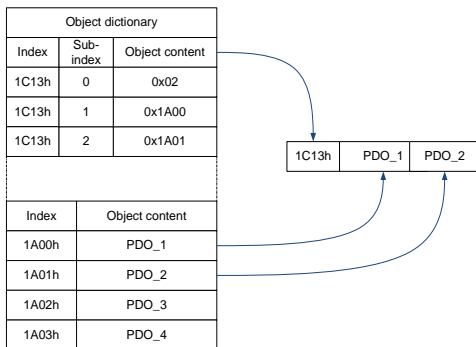 Object dictionary
Index Sub-index Object content
1C13h 0 0x02
1C13h 1 0x1A00
1C13h 2 0x1A01
1C13h PDO_1 PDO_2
Index Object content
1A00h PDO_1
1A01h PDO_2
1A02h PDO_3
1A03h PDO_4